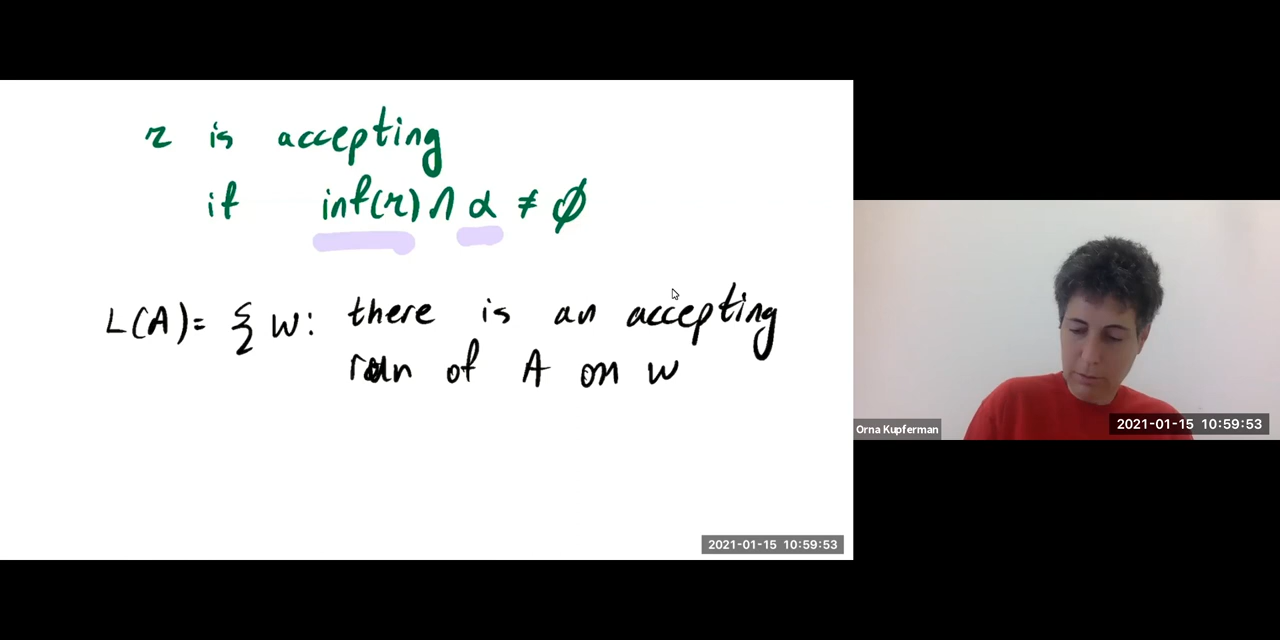 r is accepting
if inf(r) ∩ α ≠ ∅
L(A) = { w : there is an accepting
run of A on w
Orna Kupferman
2021-01-15 10:59:53
2021-01-15 10:59:53